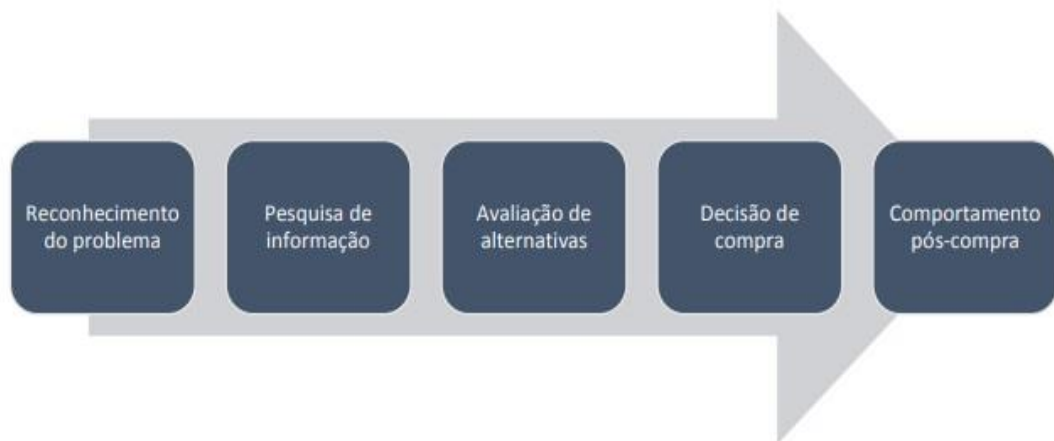 Reconhecimento
do problema
Pesquisa de
informação
Avaliação de
alternativas
Decisão de
compra
Comportamento
pós-compra